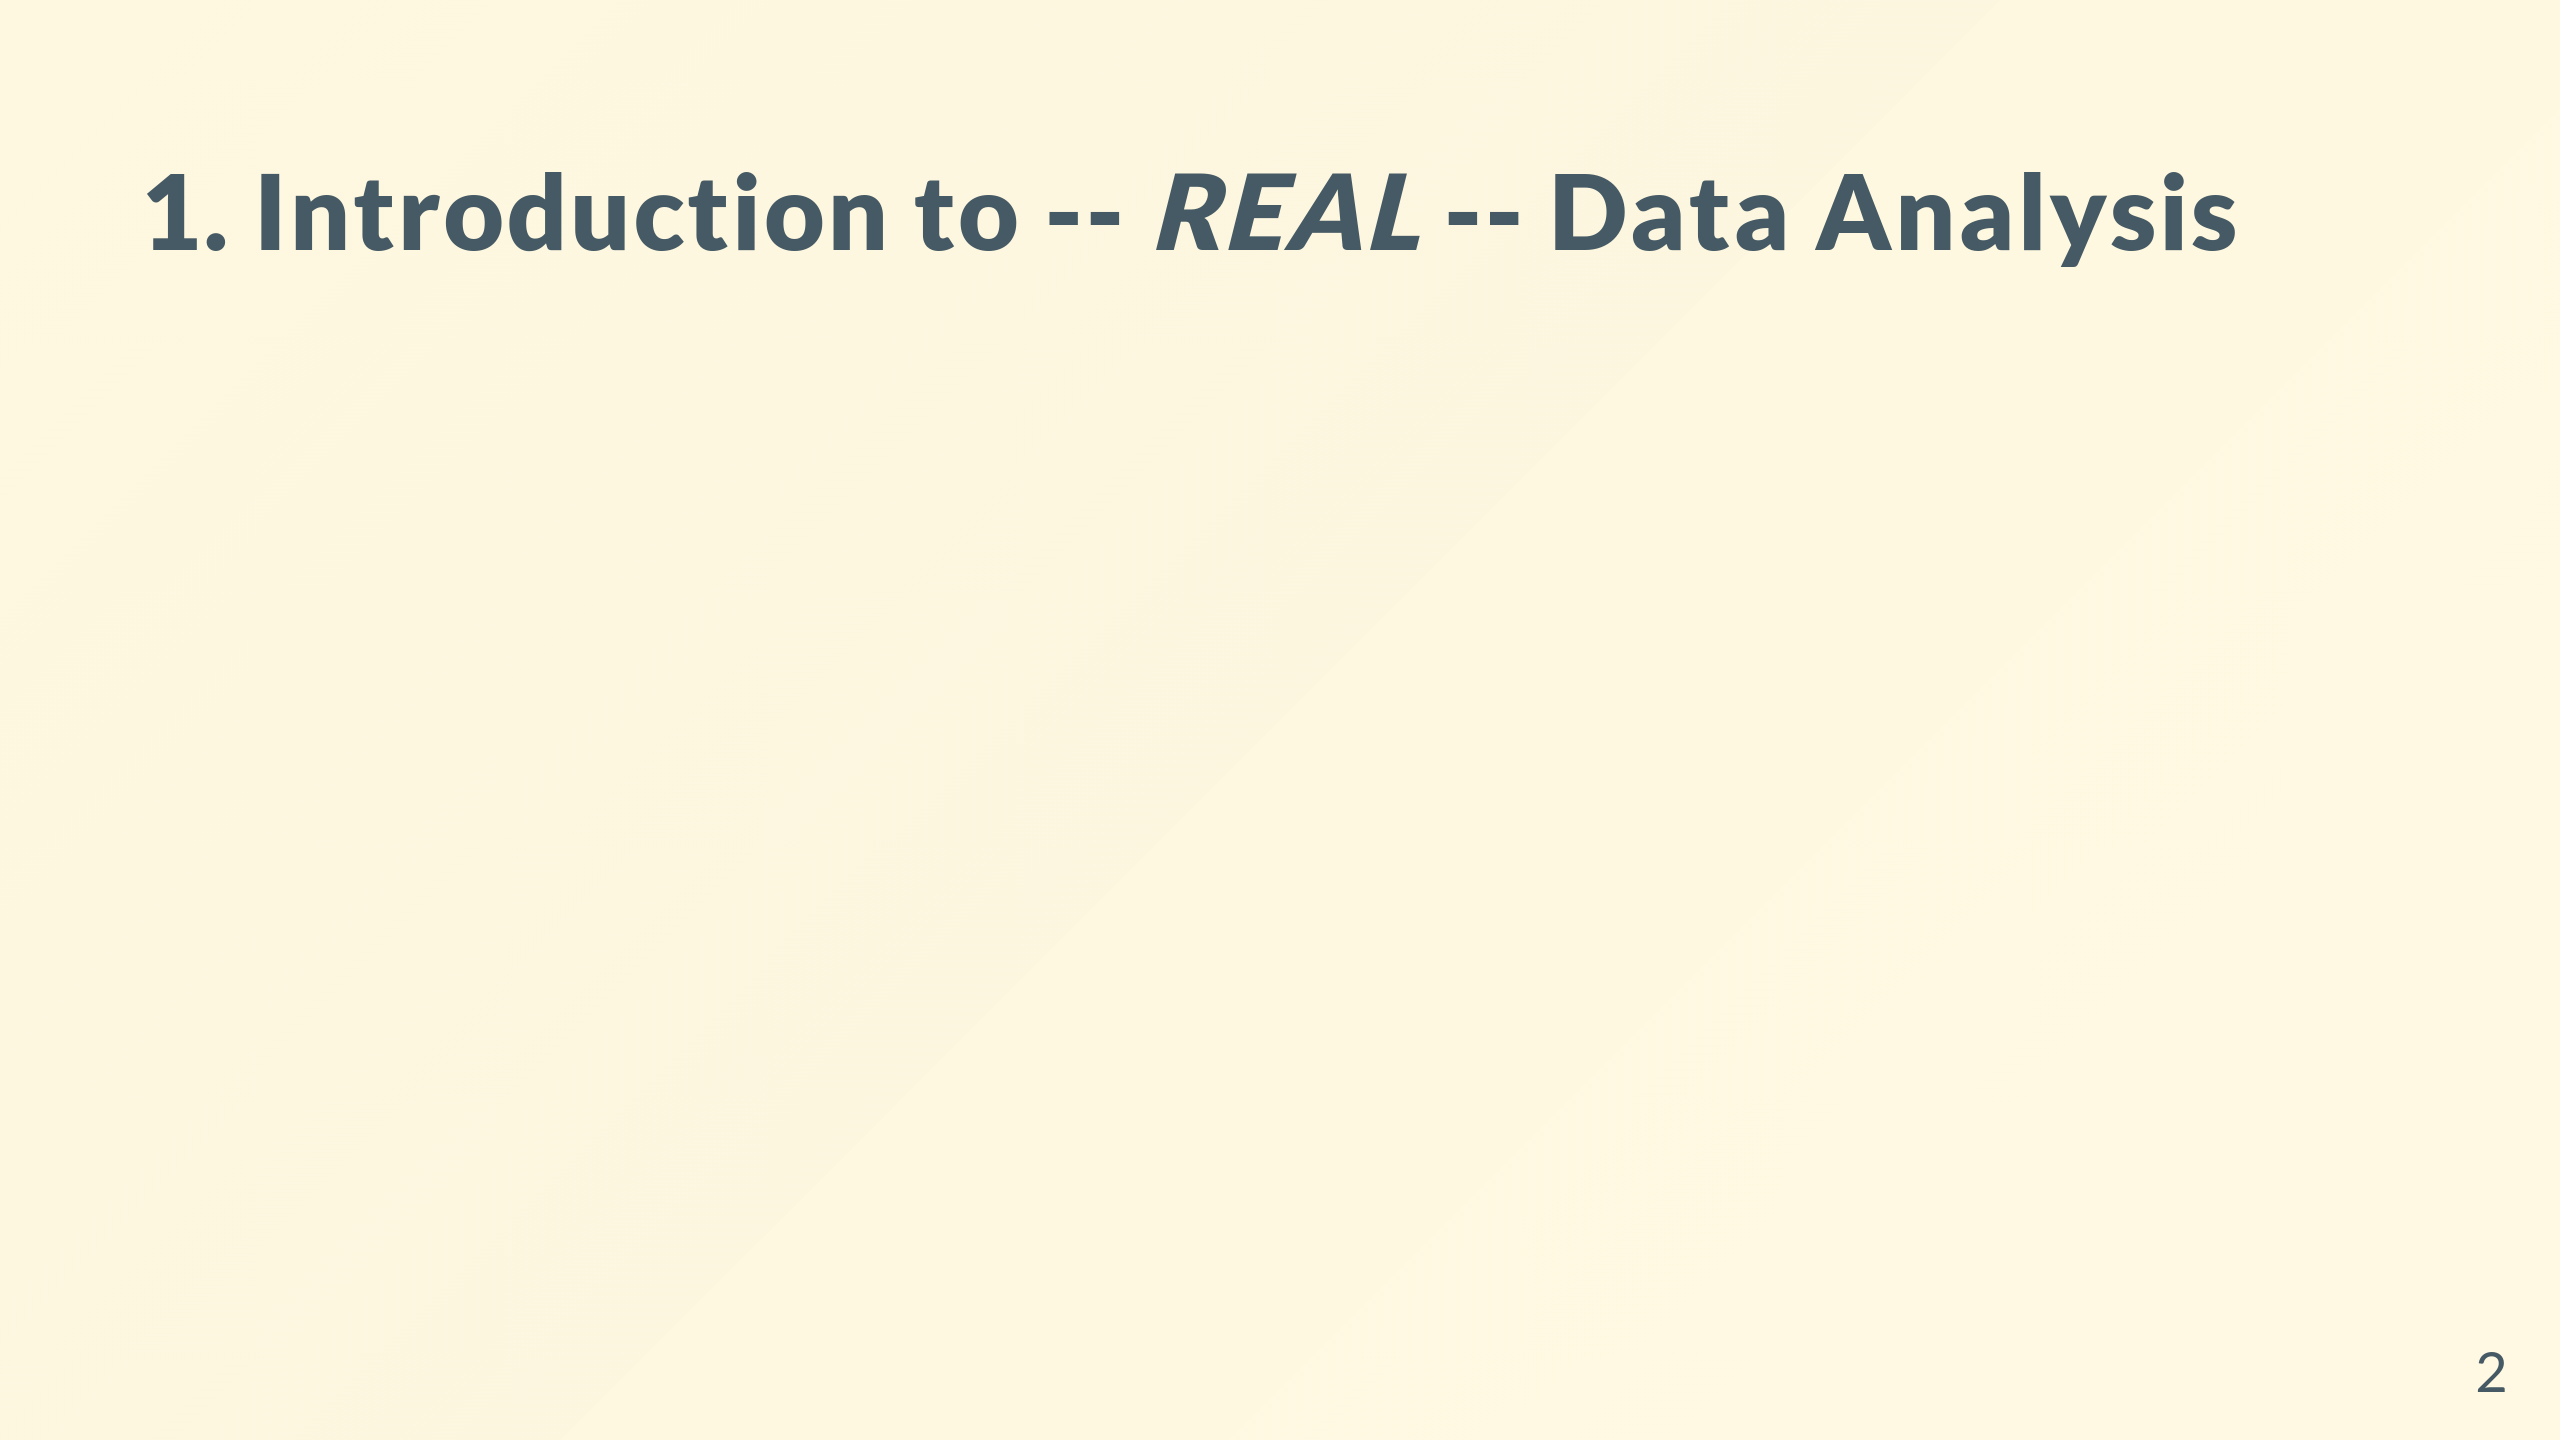 1. Introduction to -- REAL -- Data Analysis
2